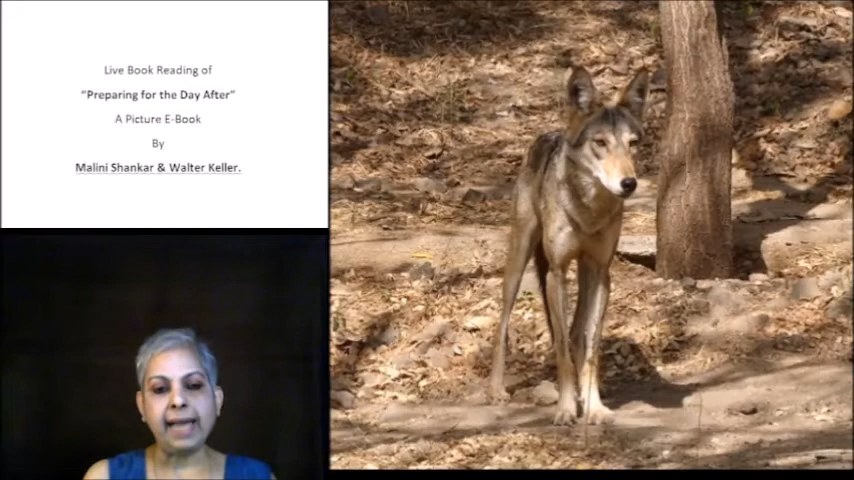 Live Book Reading of
“Preparing for the Day After”
A Picture E-Book
By
Malini Shankar & Walter Keller.